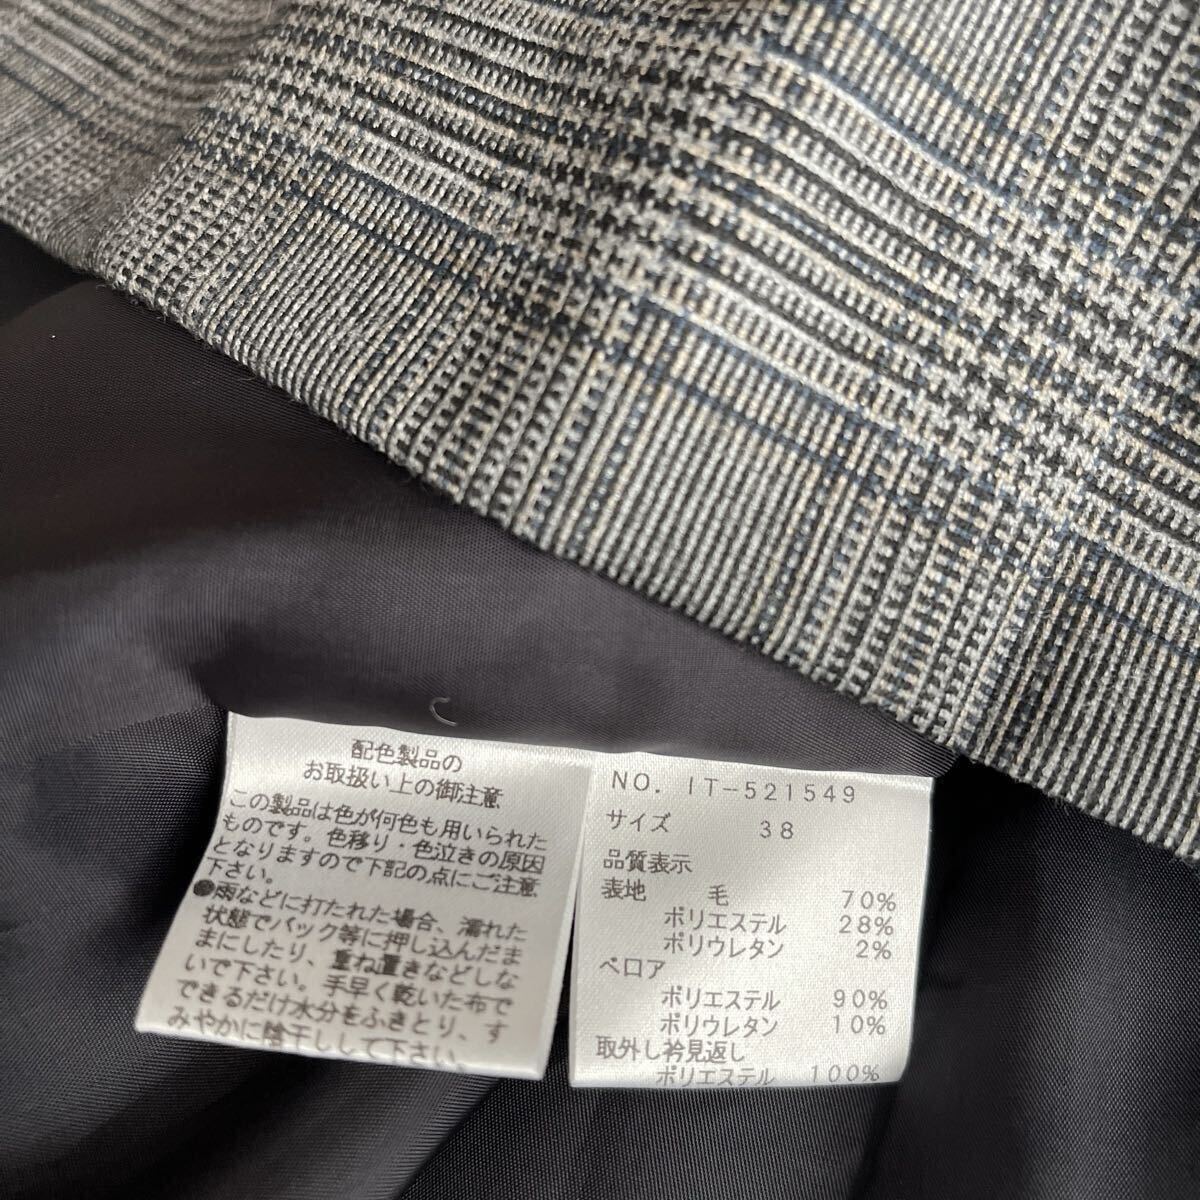 配色製品の
お取扱い上の御注意
この製品は色が何色も用いられた
ものです。色移り・色泣きの原因
となりますので下記の点にご注意
下さい。
●雨などに打たれた場合、濡れた
状態でバック等に押し込んだま
まにしたり、重ね置きなどしな
いで下さい。手早く乾いた布で
できるだけ水分をふきとり、す
みやかに陰干しして下さい。
NO. IT-521549
サイズ 38
品質表示
表地 毛 70%
ポリエステル 28%
ポリウレタン 2%
ベロア
ポリエステル 90%
ポリウレタン 10%
取外し衿見返し
ポリエステル 100%